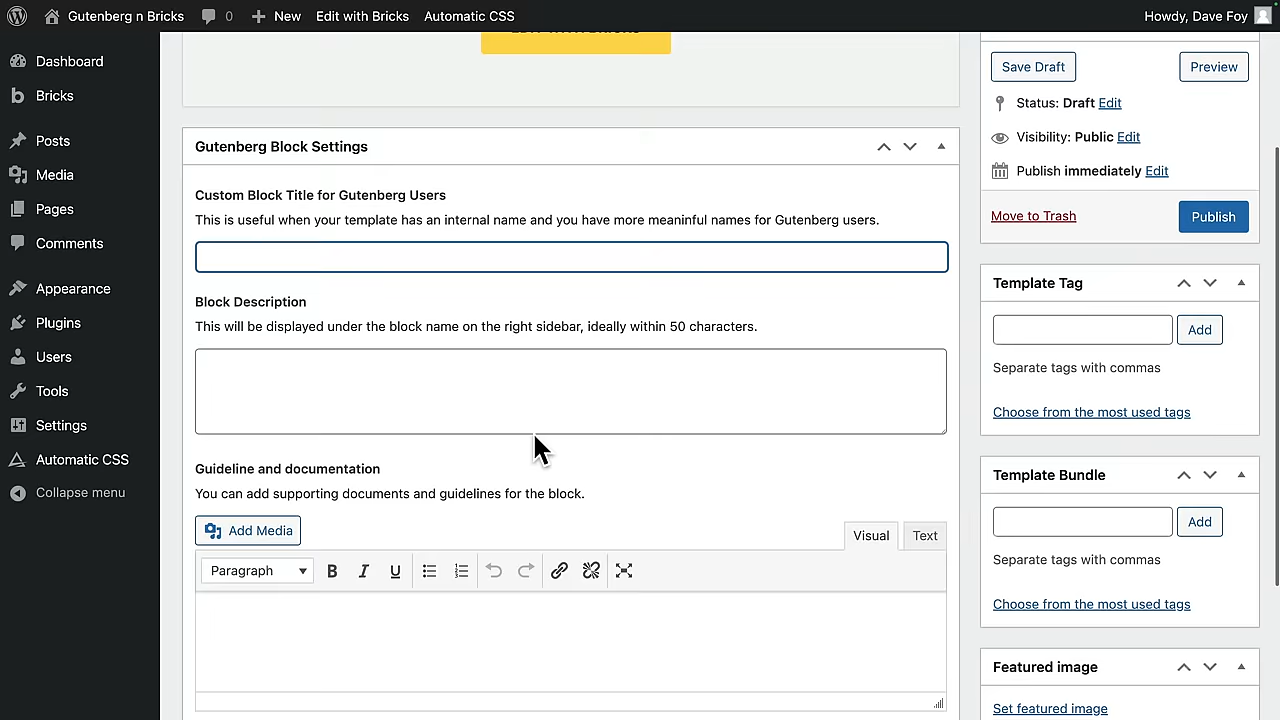 Gutenberg n Bricks 0 New Edit with Bricks Automatic CSS Howdy, Dave Foy
Dashboard
Bricks
Posts
Media
Pages
Comments
Appearance
Plugins
Users
Tools
Settings
Automatic CSS
Collapse menu
EDIT WITH BRICKS
Gutenberg Block Settings
Custom Block Title for Gutenberg Users
This is useful when your template has an internal name and you have more meaninful names for Gutenberg users.
Block Description
This will be displayed under the block name on the right sidebar, ideally within 50 characters.
Guideline and documentation
You can add supporting documents and guidelines for the block.
Add Media
Visual Text
Paragraph B I U
Save Draft Preview
Status: Draft Edit
Visibility: Public Edit
Publish immediately Edit
Move to Trash Publish
Template Tag
Add
Separate tags with commas
Choose from the most used tags
Template Bundle
Add
Separate tags with commas
Choose from the most used tags
Featured image
Set featured image